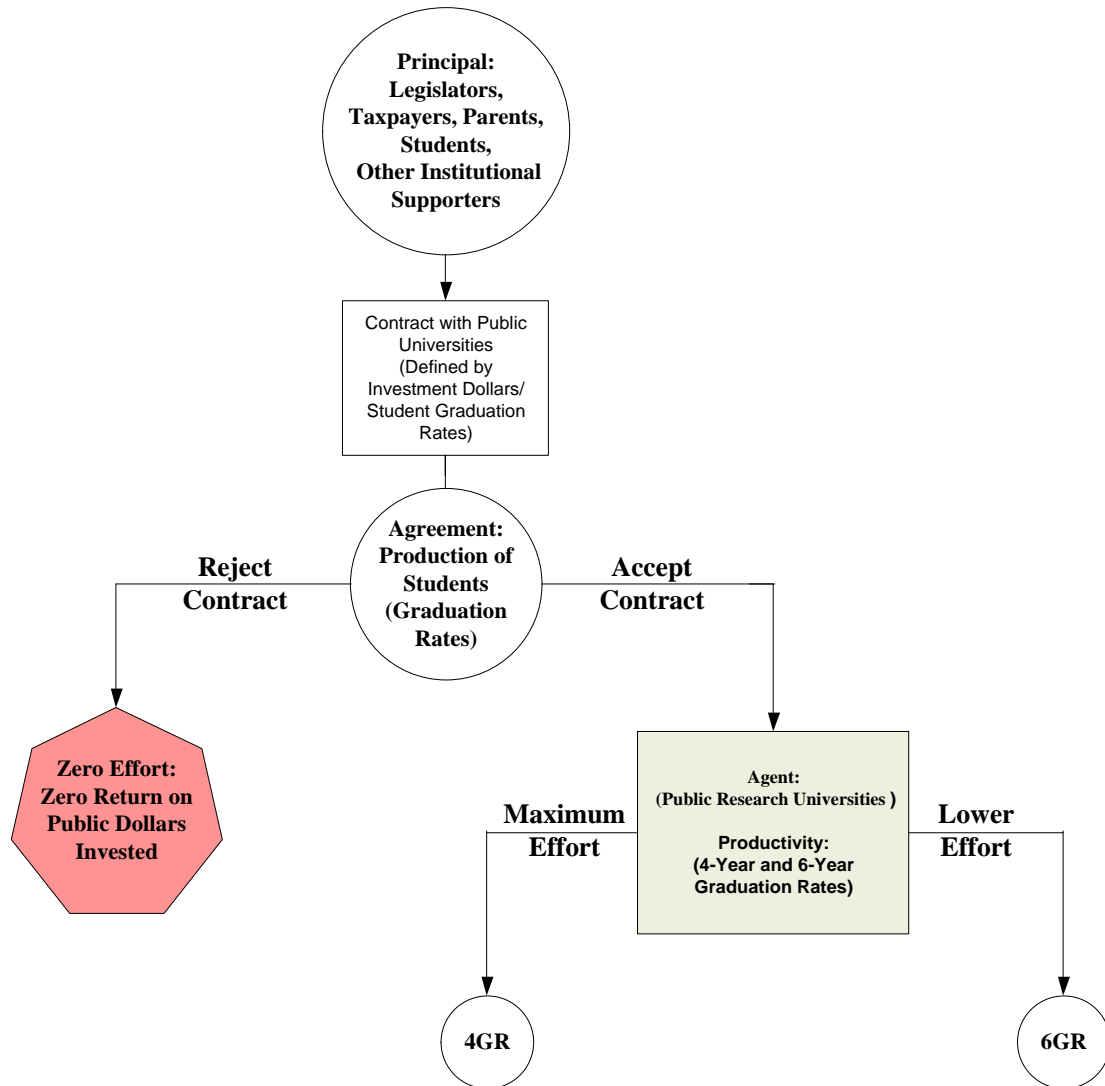 Principal:
Legislators,
Taxpayers, Parents,
Students,
Other Institutional
Supporters
Contract with Public
Universities
(Defined by
Investment Dollars/
Student Graduation
Rates)
Agreement:
Production of
Students
(Graduation
Rates)
Reject
Contract
Accept
Contract
Zero Effort:
Zero Return on
Public Dollars
Invested
Agent:
(Public Research Universities )
Productivity:
(4-Year and 6-Year
Graduation Rates)
Maximum
Effort
Lower
Effort
4GR
6GR